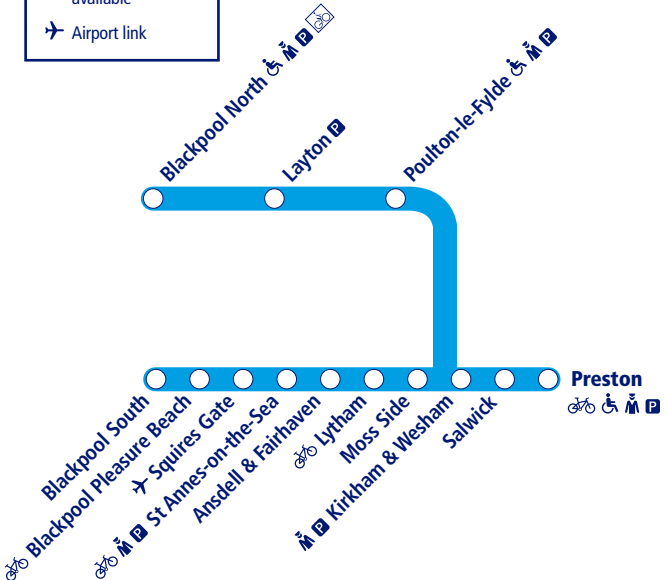 available
Airport link
Blackpool North P
Layton P
Poulton-le-Fylde P
Preston
P
Blackpool South
Blackpool Pleasure Beach
Squires Gate
P St Annes-on-the-Sea
Ansdell & Fairhaven
Lytham
Moss Side
P Kirkham & Wesham
Salwick